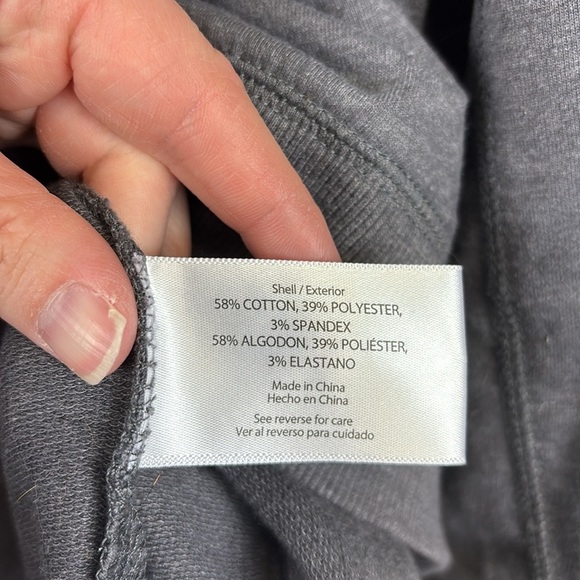 Shell / Exterior
58% COTTON, 39% POLYESTER,
3% SPANDEX
58% ALGODON, 39% POLIÉSTER,
3% ELASTANO
Made in China
Hecho en China
See reverse for care
Ver al reverso para cuidado